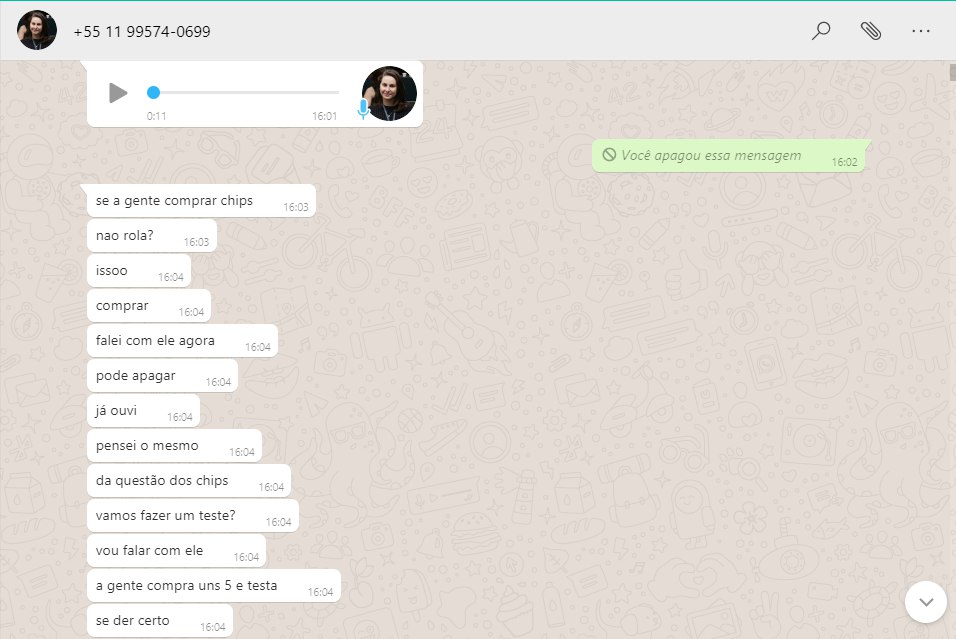 +55 11 99574-0699
0:11
16:01
Você apagou essa mensagem 16:02
se a gente comprar chips 16:03
nao rola? 16:03
issoo 16:04
comprar 16:04
falei com ele agora 16:04
pode apagar 16:04
já ouvi 16:04
pensei o mesmo 16:04
da questão dos chips 16:04
vamos fazer um teste? 16:04
vou falar com ele 16:04
a gente compra uns 5 e testa 16:04
se der certo 16:04